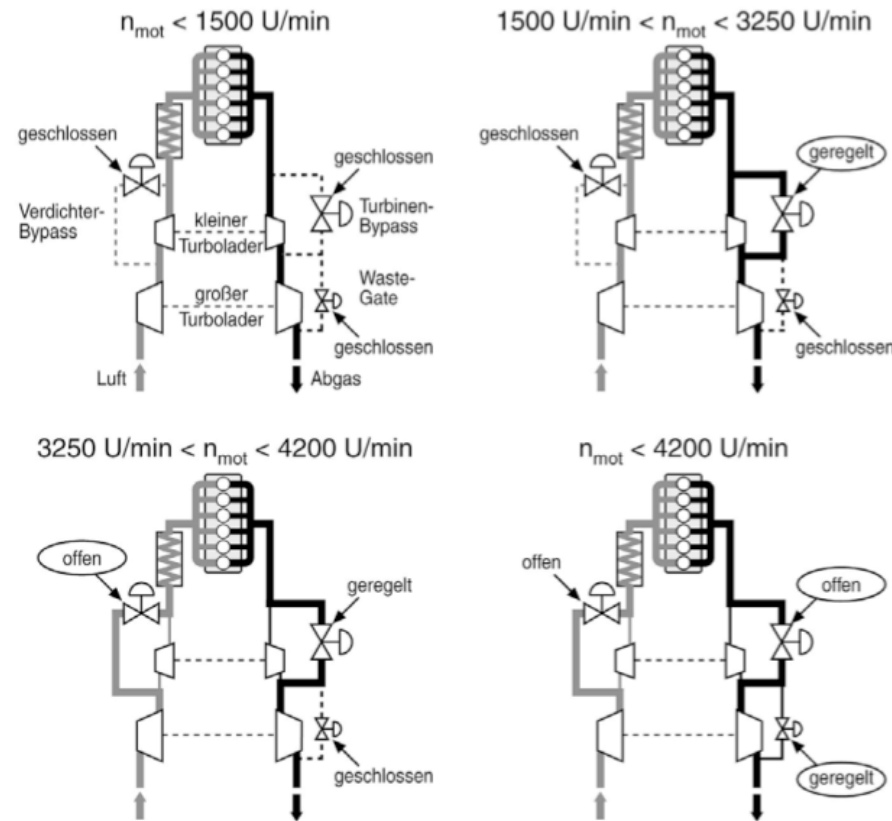 n_mot < 1500 U/min
geschlossen
geschlossen
Verdichter-
Bypass
kleiner
Turbolader
Turbinen-
Bypass
großer
Turbolader
Waste-
Gate
geschlossen
Luft
Abgas
1500 U/min < n_mot < 3250 U/min
geschlossen
geregelt
geschlossen
3250 U/min < n_mot < 4200 U/min
offen
geregelt
geschlossen
n_mot < 4200 U/min
offen
offen
geregelt